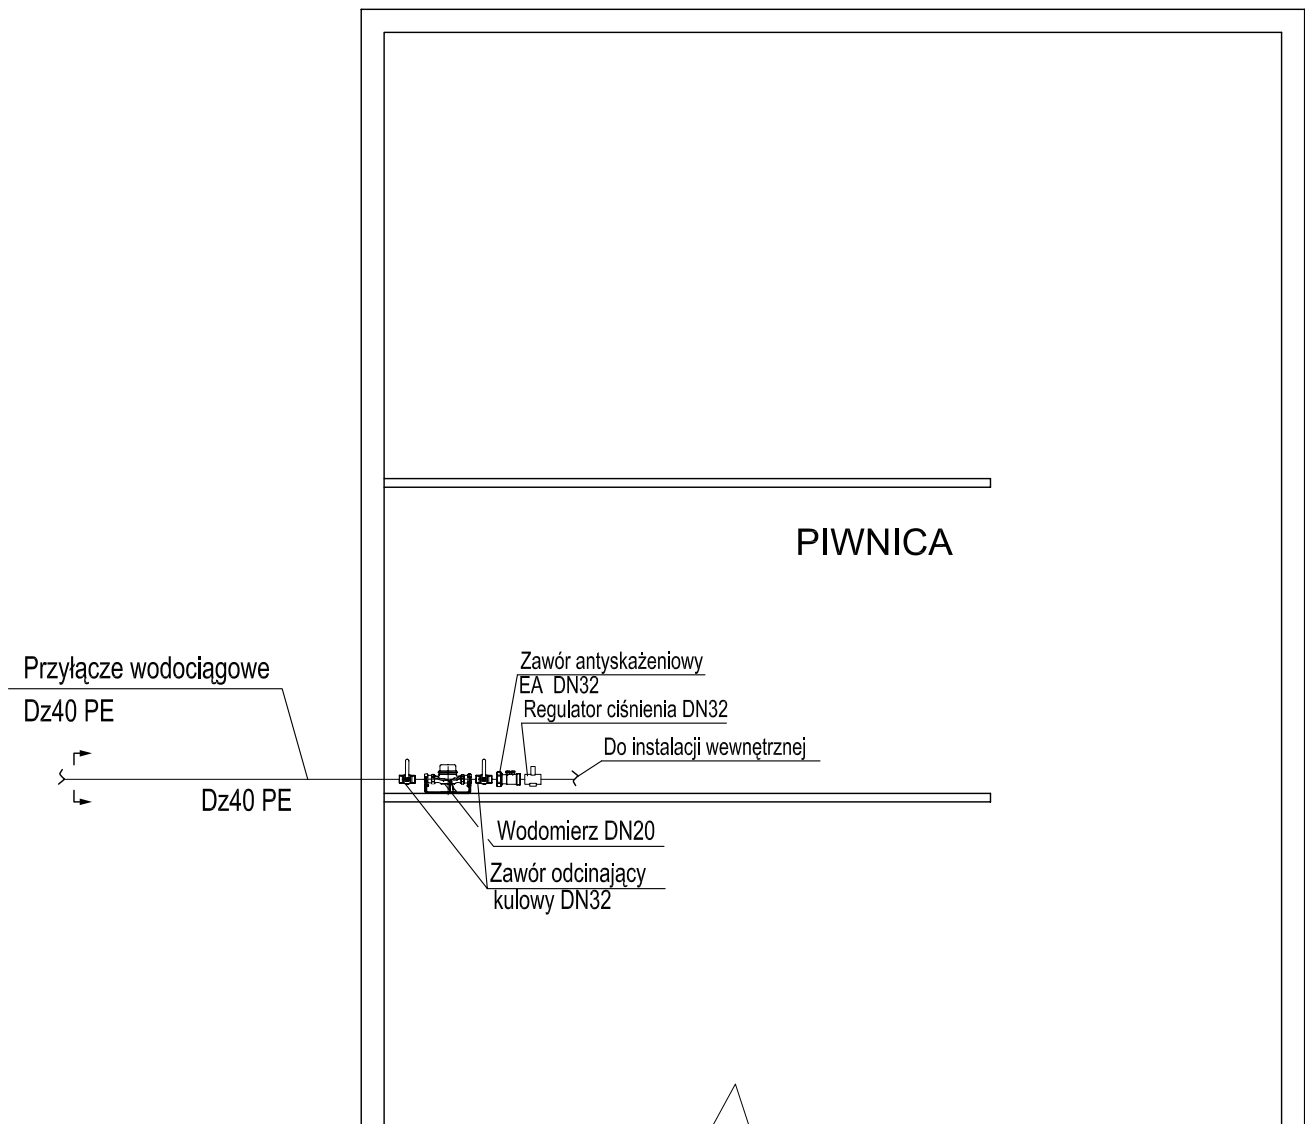 PIWNICA
Przyłącze wodociągowe
Dz40 PE
Dz40 PE
Zawór antyskażeniowy
EA DN32
Regulator ciśnienia DN32
Do instalacji wewnętrznej
Wodomierz DN20
Zawór odcinający
kulowy DN32